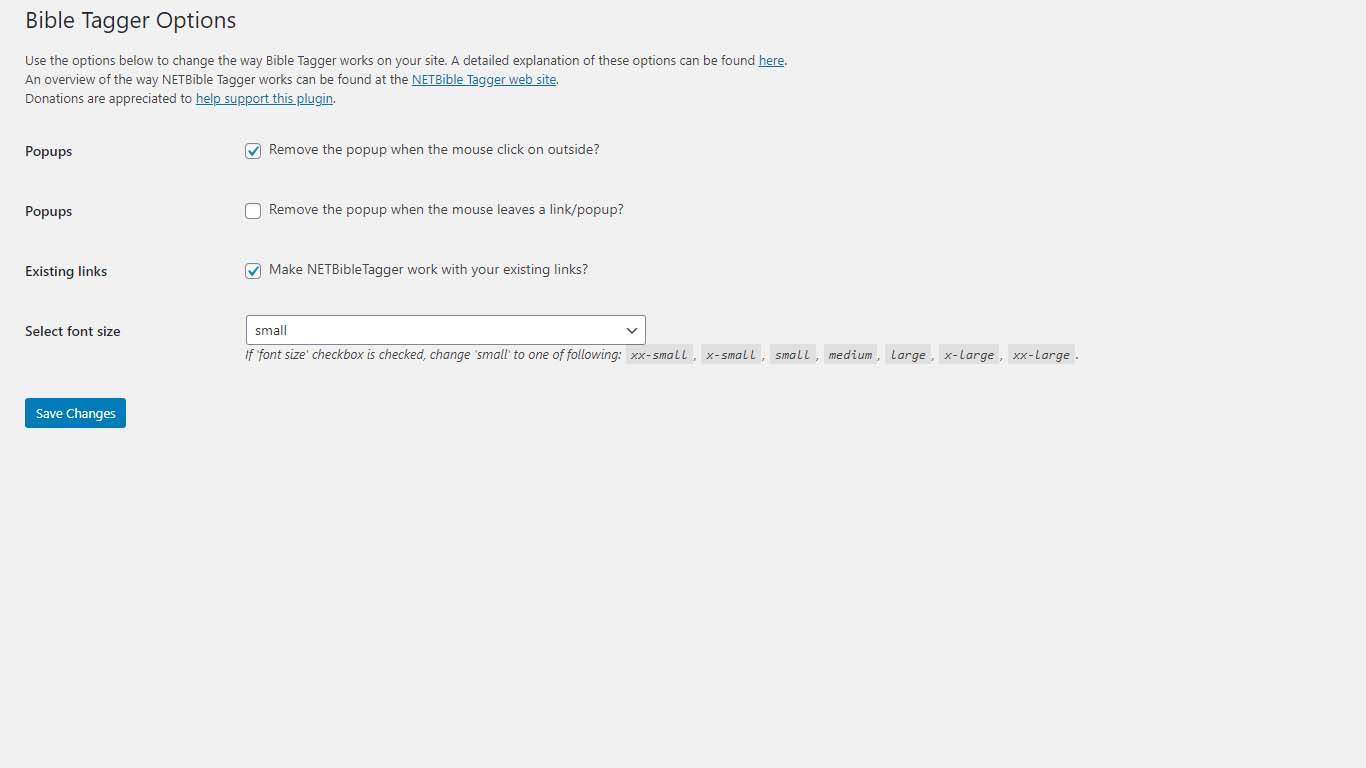 Bible Tagger Options
Use the options below to change the way Bible Tagger works on your site. A detailed explanation of these options can be found here.
An overview of the way NETBible Tagger works can be found at the NETBible Tagger web site.
Donations are appreciated to help support this plugin.
Popups Remove the popup when the mouse click on outside?
Popups Remove the popup when the mouse leaves a link/popup?
Existing links Make NETBibleTagger work with your existing links?
Select font size small
If 'font size' checkbox is checked, change 'small' to one of following: xx-small, x-small, small, medium, large, x-large, xx-large.
Save Changes